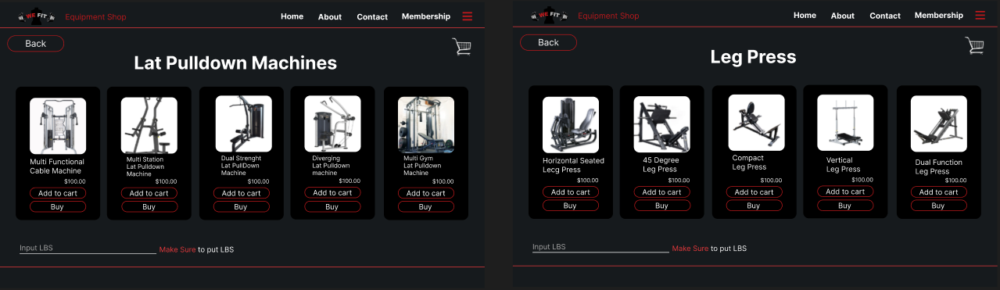 WE FIT
Equipment Shop
Home
About
Contact
Membership
Back
Lat Pulldown Machines
Multi Functional
Cable Machine
$100.00
Add to cart
Buy
Multi Station
Lat Pulldown
Machine
$100.00
Add to cart
Buy
Dual Strenght
Lat PullDown
Machine
$100.00
Add to cart
Buy
Diverging
Lat Pulldown
machine
$100.00
Add to cart
Buy
Multi Gym
Lat Pulldown
Machine
$100.00
Add to cart
Buy
Input LBS
Make Sure to put LBS
WE FIT
Equipment Shop
Home
About
Contact
Membership
Back
Leg Press
Horizontal Seated
Lecg Press
$100.00
Add to cart
Buy
45 Degree
Leg Press
$100.00
Add to cart
Buy
Compact
Leg Press
$100.00
Add to cart
Buy
Vertical
Leg Press
$100.00
Add to cart
Buy
Dual Function
Leg Press
$100.00
Add to cart
Buy
Input LBS
Make Sure to put LBS